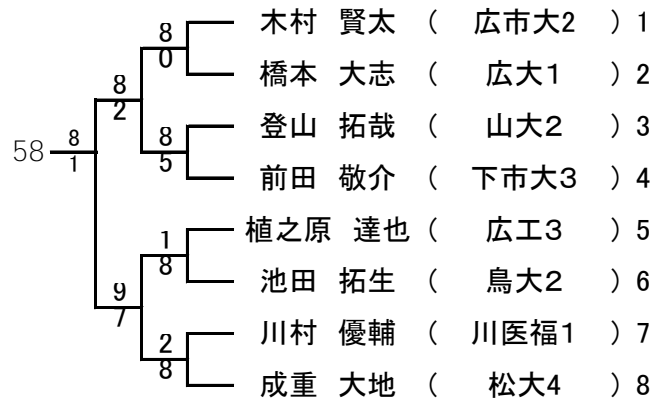 8 木村 賢太 ( 広市大2 ) 1
0 橋本 大志 ( 広大1 ) 2
8
2
8 登山 拓哉 ( 山大2 ) 3
58 8
1
5 前田 敬介 ( 下市大3 ) 4
1 植之原 達也 ( 広工3 ) 5
8 池田 拓生 ( 鳥大2 ) 6
9
7
2 川村 優輔 ( 川医福1 ) 7
8 成重 大地 ( 松大4 ) 8